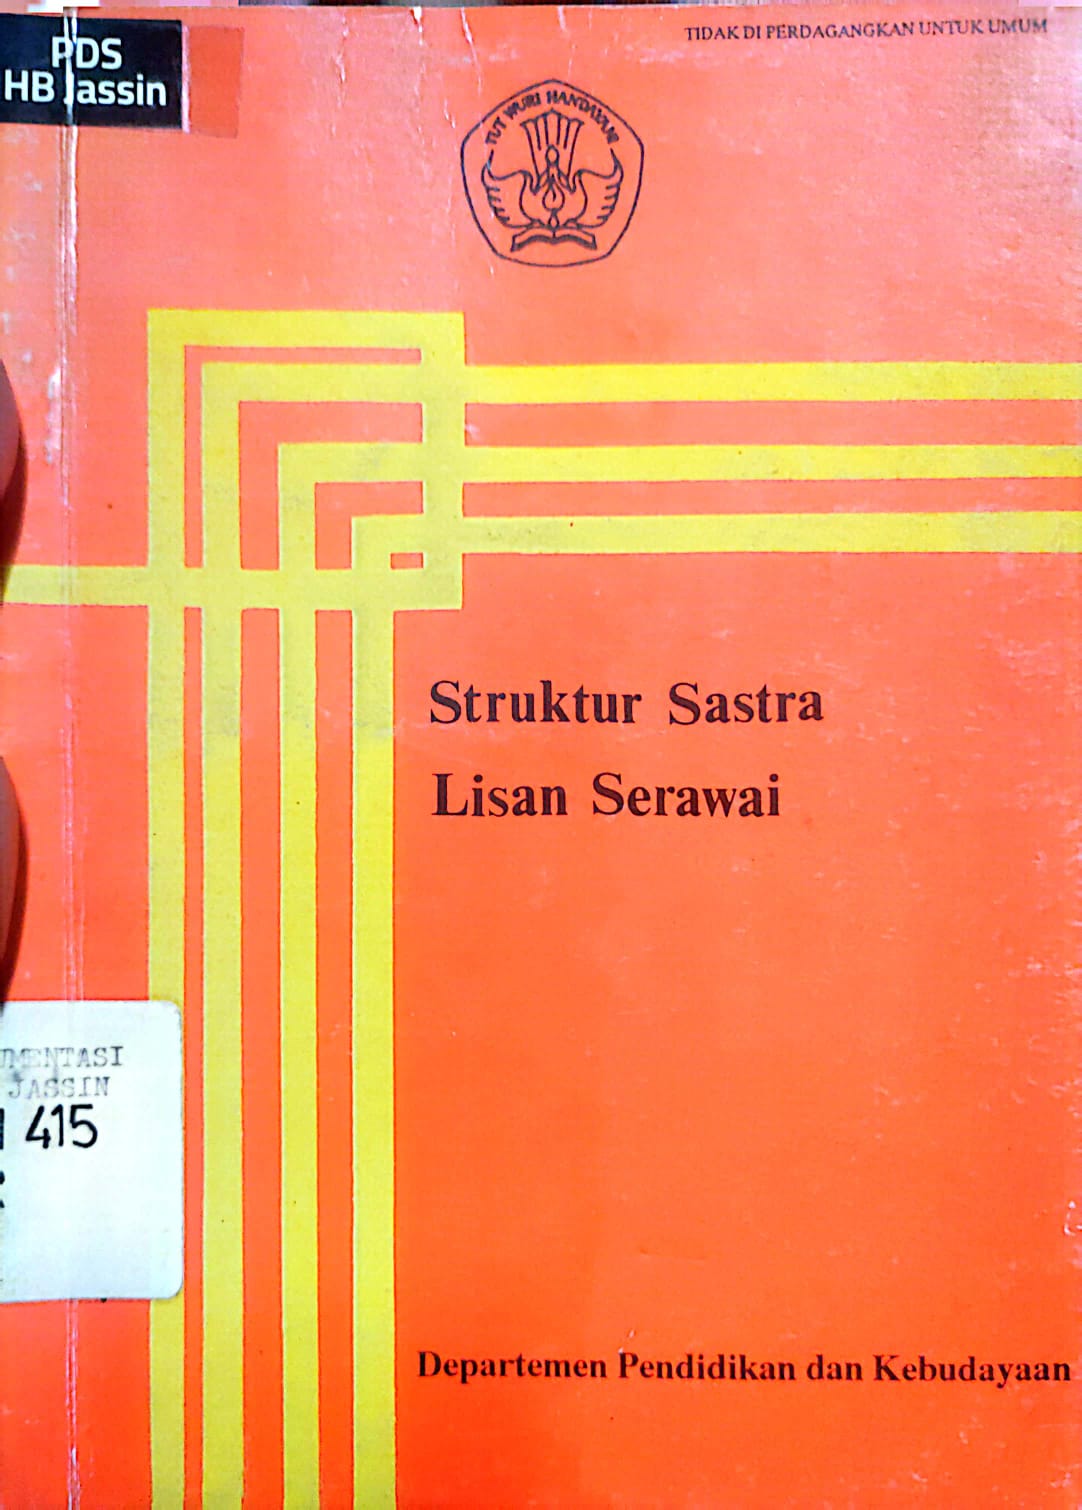 PDS
HB Jassin
TIDAK DI PERDAGANGKAN UNTUK UMUM
TUT WURI HANDAYANI
Struktur Sastra
Lisan Serawai
JASSIN
415
Departemen Pendidikan dan Kebudayaan